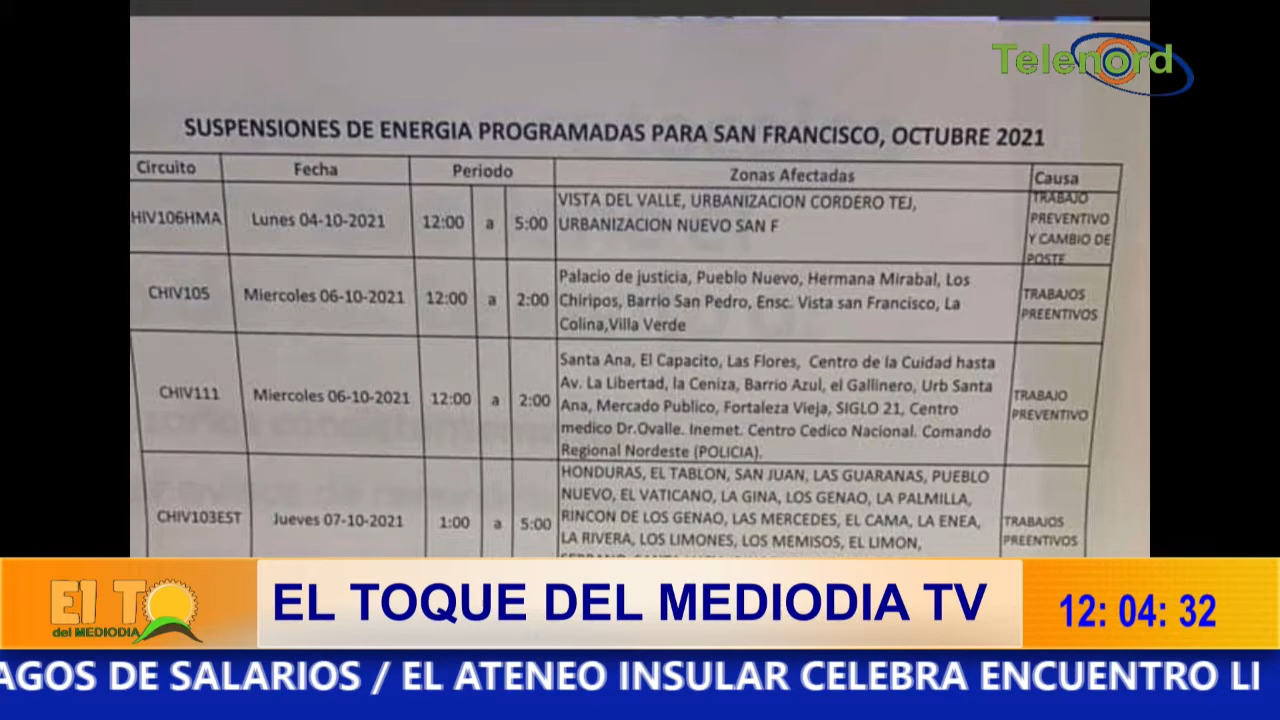 Telenord
SUSPENSIONES DE ENERGIA PROGRAMADAS PARA SAN FRANCISCO, OCTUBRE 2021
Circuito Fecha Periodo Zonas Afectadas Causa
HIV106HMA Lunes 04-10-2021 12:00 a 5:00
VISTA DEL VALLE, URBANIZACION CORDERO TEJ,
URBANIZACION NUEVO SAN F
TRABAJO
PREVENTIVO
Y CAMBIO DE
POSTE
CHIV105 Miercoles 06-10-2021 12:00 a 2:00
Palacio de justicia, Pueblo Nuevo, Hermana Mirabal, Los
Chiripos, Barrio San Pedro, Ensc. Vista san Francisco, La
Colina,Villa Verde
TRABAJOS
PREENTIVOS
CHIV111 Miercoles 06-10-2021 12:00 a 2:00
Santa Ana, El Capacito, Las Flores, Centro de la Cuidad hasta
Av. La Libertad, la Ceniza, Barrio Azul, el Gallinero, Urb Santa
Ana, Mercado Publico, Fortaleza Vieja, SIGLO 21, Centro
medico Dr.Ovalle. Inemet. Centro Cedico Nacional. Comando
Regional Nordeste (POLICIA).
TRABAJO
PREVENTIVO
CHIV103EST Jueves 07-10-2021 1:00 a 5:00
HONDURAS, EL TABLON, SAN JUAN, LAS GUARANAS, PUEBLO
NUEVO, EL VATICANO, LA GINA, LOS GENAO, LA PALMILLA,
RINCON DE LOS GENAO, LAS MERCEDES, EL CAMA, LA ENEA,
LA RIVERA, LOS LIMONES, LOS MEMISOS, EL LIMON,
TRABAJOS
PREENTIVOS
El TO
del MEDIODIA
EL TOQUE DEL MEDIODIA TV
12: 04: 32
AGOS DE SALARIOS / EL ATENEO INSULAR CELEBRA ENCUENTRO LI